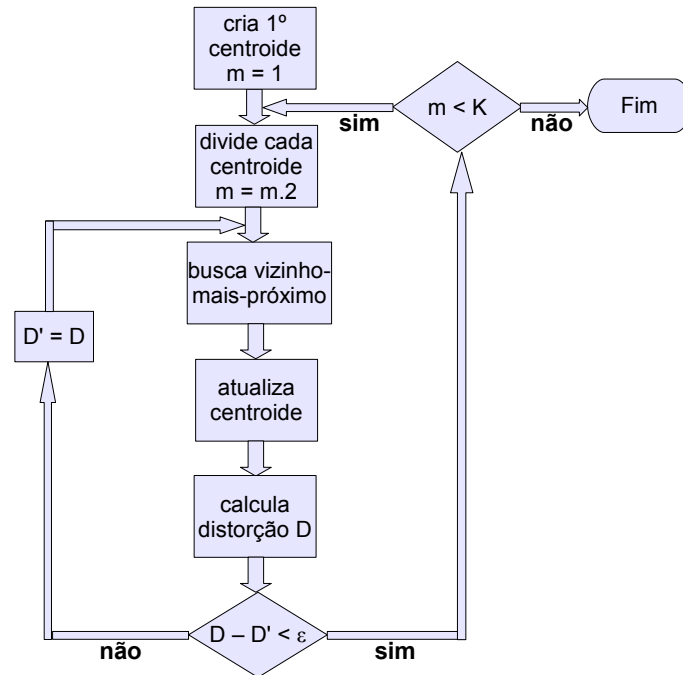 cria 1º
centroide
m = 1
m < K
sim
não
Fim
divide cada
centroide
m = m.2
busca vizinho-
mais-próximo
D' = D
atualiza
centroide
calcula
distorção D
D – D' < ε
não
sim